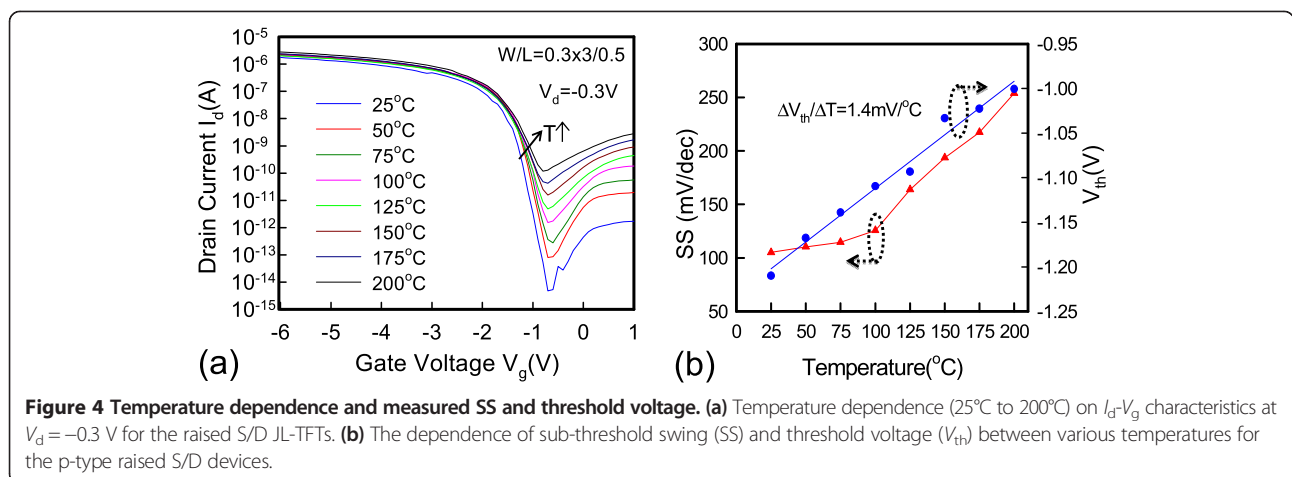 10⁻⁵
10⁻⁶
10⁻⁷
10⁻⁸
10⁻⁹
10⁻¹⁰
10⁻¹¹
10⁻¹²
10⁻¹³
10⁻¹⁴
10⁻¹⁵
Drain Current I_d(A)
W/L=0.3x3/0.5
V_d=-0.3V
25°C
50°C
75°C
100°C
125°C
150°C
175°C
200°C
T↑
-6 -5 -4 -3 -2 -1 0 1
Gate Voltage V_g(V)
(a)
300
250
200
150
100
50
SS (mV/dec)
ΔV_th/ΔT=1.4mV/°C
-0.95
-1.00
-1.05
-1.10
-1.15
-1.20
-1.25
V_th(V)
0 25 50 75 100 125 150 175 200
Temperature(°C)
(b)
Figure 4 Temperature dependence and measured SS and threshold voltage. (a) Temperature dependence (25°C to 200°C) on I_d-V_g characteristics at
V_d = −0.3 V for the raised S/D JL-TFTs. (b) The dependence of sub-threshold swing (SS) and threshold voltage (V_th) between various temperatures for
the p-type raised S/D devices.